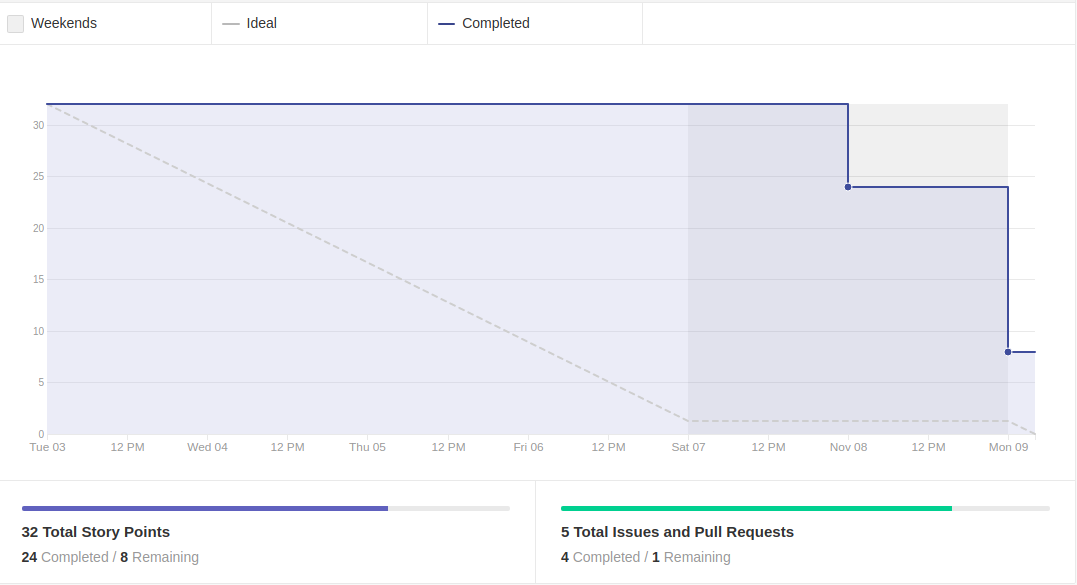 Weekends Ideal Completed
30
25
20
15
10
5
0
Tue 03 12 PM Wed 04 12 PM Thu 05 12 PM Fri 06 12 PM Sat 07 12 PM Nov 08 12 PM Mon 09
32 Total Story Points
24 Completed / 8 Remaining
5 Total Issues and Pull Requests
4 Completed / 1 Remaining